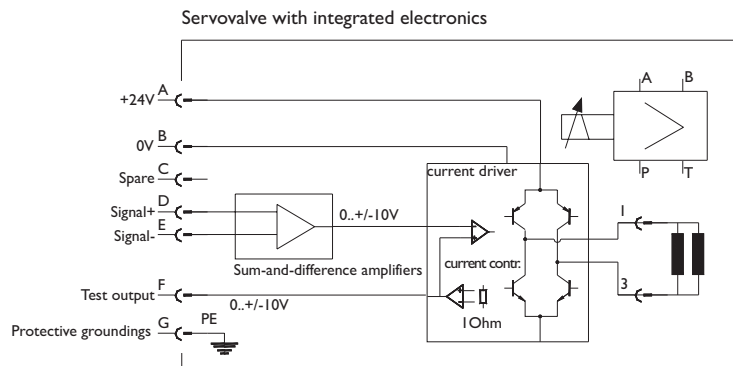 Servovalve with integrated electronics
+24V A
0V B
Spare C
Signal+ D
Signal- E
Test output F
Protective groundings G PE
0..+/-10V
Sum-and-difference amplifiers
0..+/-10V
current driver
current contr.
1Ohm
1
3
A B
P T